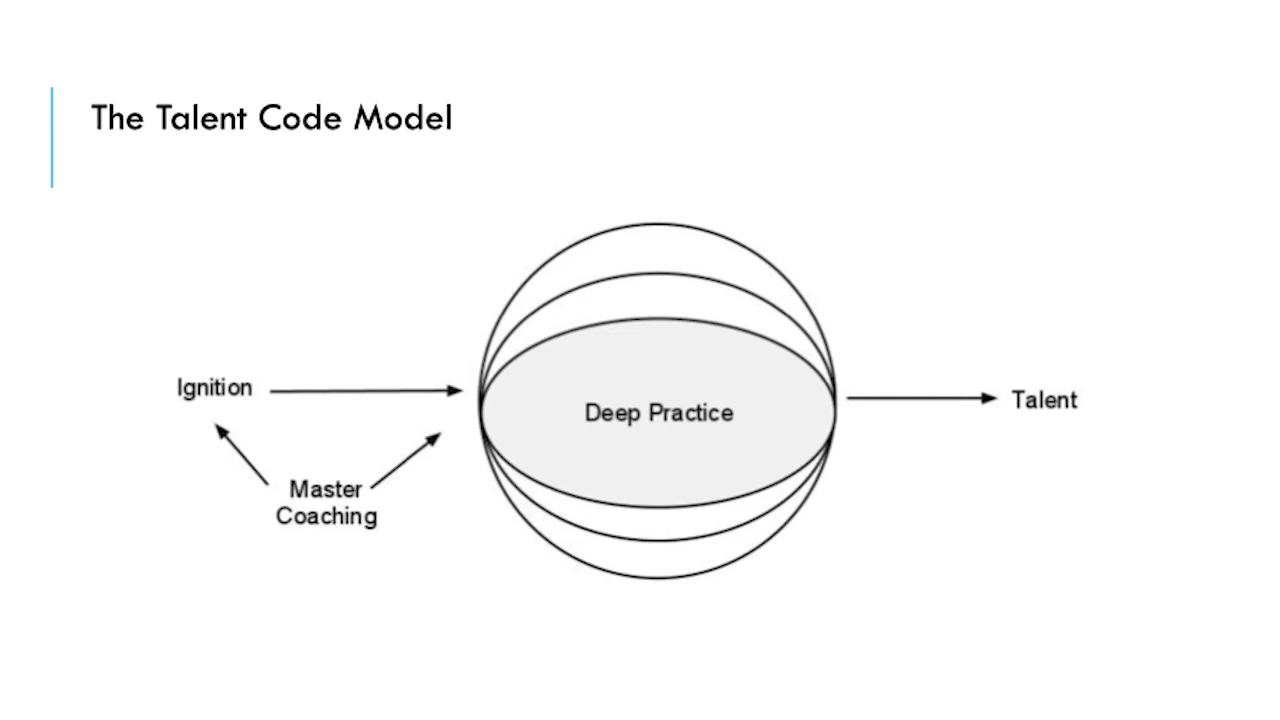 The Talent Code Model
Ignition
Deep Practice
Talent
Master
Coaching